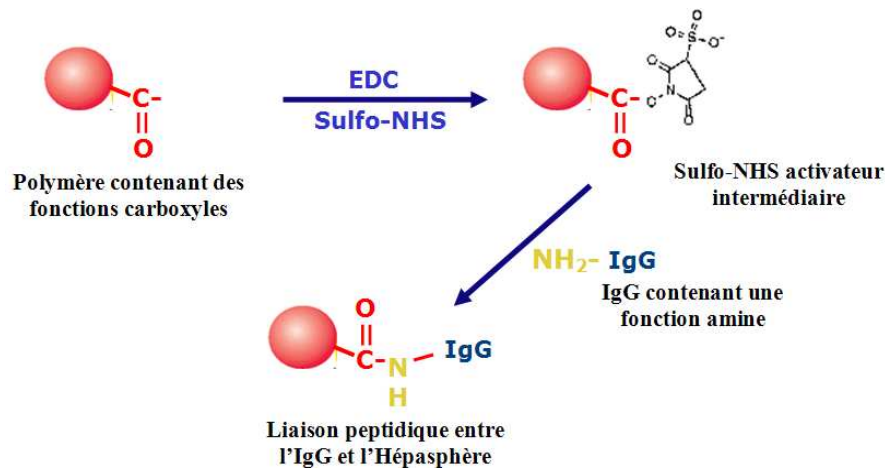 EDC
Sulfo-NHS
C-
O
O
O
S
O-
O
N
O
O
C-
O
Polymère contenant des
fonctions carboxyles
Sulfo-NHS activateur
intermédiaire
NH₂- IgG
IgG contenant une
fonction amine
O
C-N-IgG
H
Liaison peptidique entre
l'IgG et l'Hépasphère